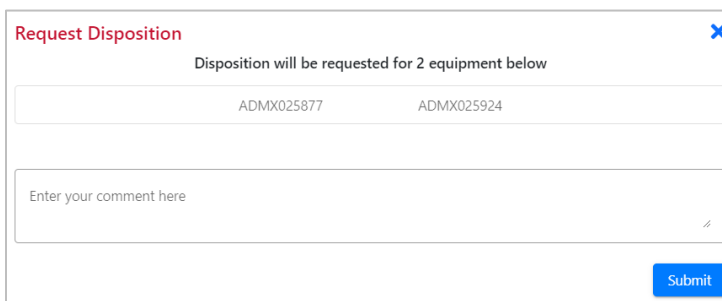 Request Disposition
Disposition will be requested for 2 equipment below
ADMX025877 ADMX025924
Enter your comment here
Submit